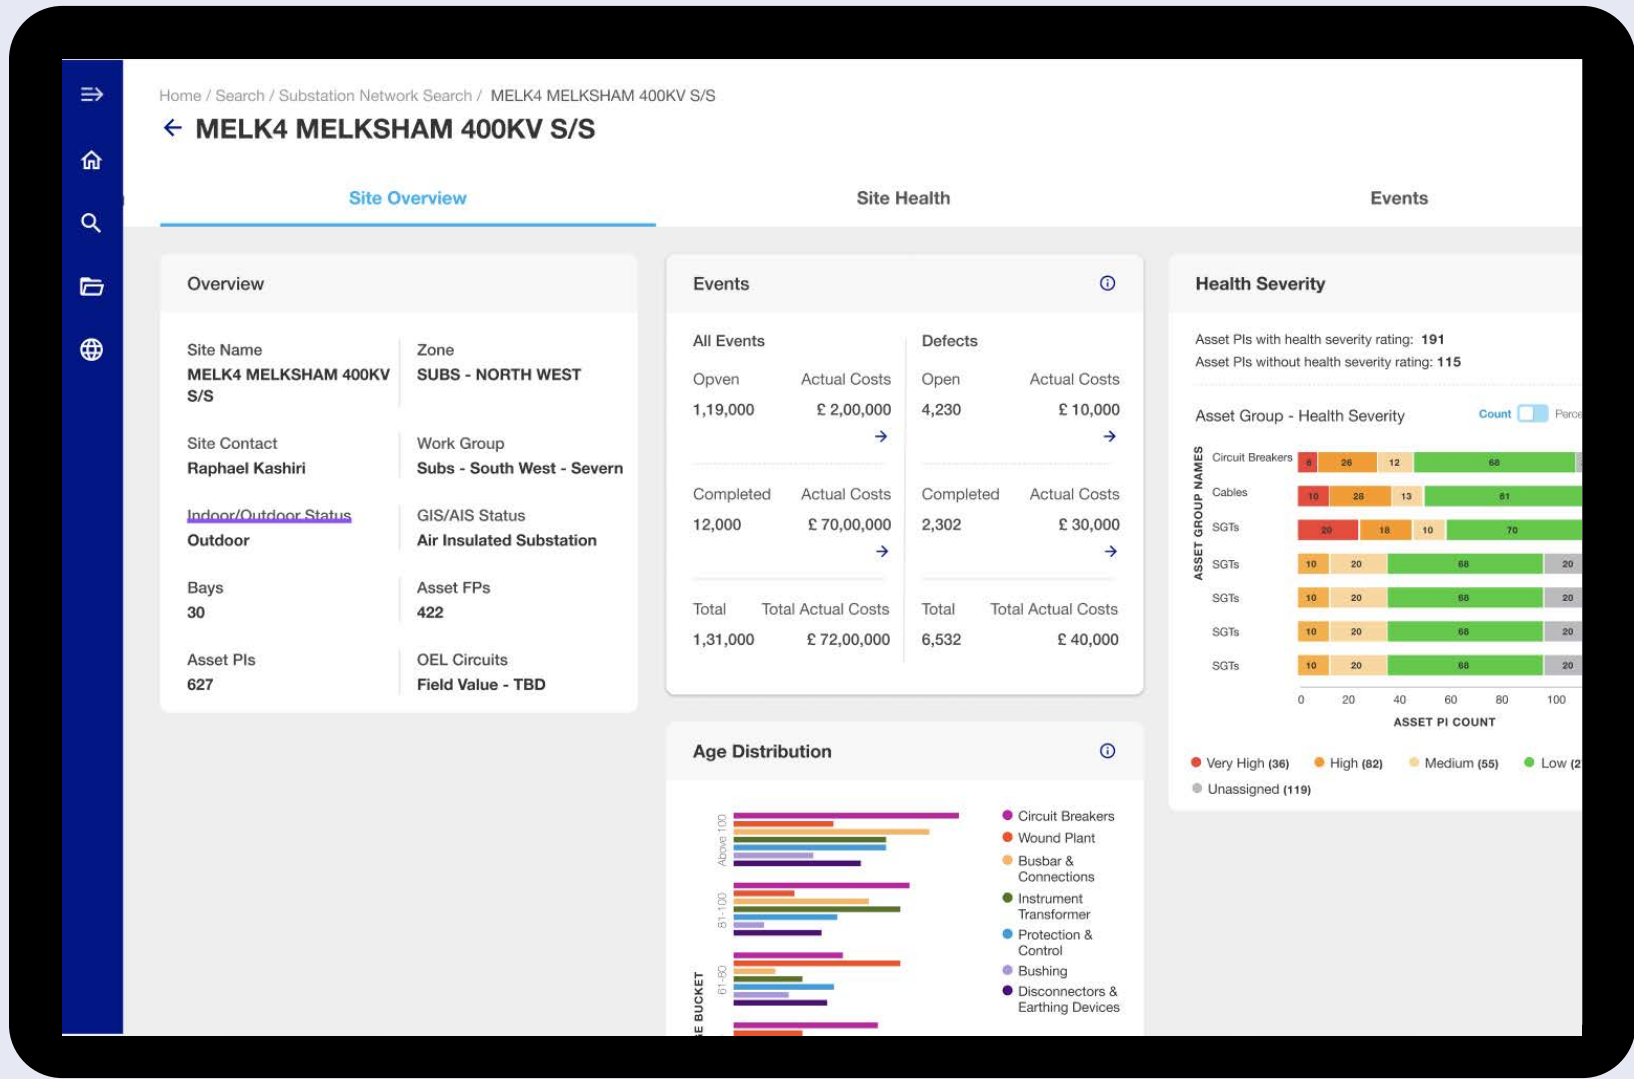 Home / Search / Substation Network Search / MELK4 MELKSHAM 400KV S/S
MELK4 MELKSHAM 400KV S/S
Site Overview
Site Health
Events
Overview
Site Name
MELK4 MELKSHAM 400KV
S/S
Zone
SUBS - NORTH WEST
Site Contact
Raphael Kashiri
Work Group
Subs - South West - Severn
Indoor/Outdoor Status
Outdoor
GIS/AIS Status
Air Insulated Substation
Bays
30
Asset FPs
422
Asset PIs
627
OEL Circuits
Field Value - TBD
Events
All Events
Opven Actual Costs
1,19,000 £ 2,00,000
Completed Actual Costs
12,000 £ 70,00,000
Total Total Actual Costs
1,31,000 £ 72,00,000
Defects
Open Actual Costs
4,230 £ 10,000
Completed Actual Costs
2,302 £ 30,000
Total Total Actual Costs
6,532 £ 40,000
Age Distribution
Above 100
81-100
61-80
Circuit Breakers
Wound Plant
Busbar &
Connections
Instrument
Transformer
Protection &
Control
Bushing
Disconnectors &
Earthing Devices
Health Severity
Asset PIs with health severity rating: 191
Asset PIs without health severity rating: 115
Asset Group - Health Severity
Count
ASSET GROUP NAMES
Circuit Breakers 6 26 12 68
Cables 10 28 13 61
SGTs 20 18 10 70
SGTs 10 20 68 20
SGTs 10 20 68 20
SGTs 10 20 68 20
SGTs 10 20 68 20
0 20 40 60 80 100
ASSET PI COUNT
Very High (36) High (82) Medium (55) Low
Unassigned (119)